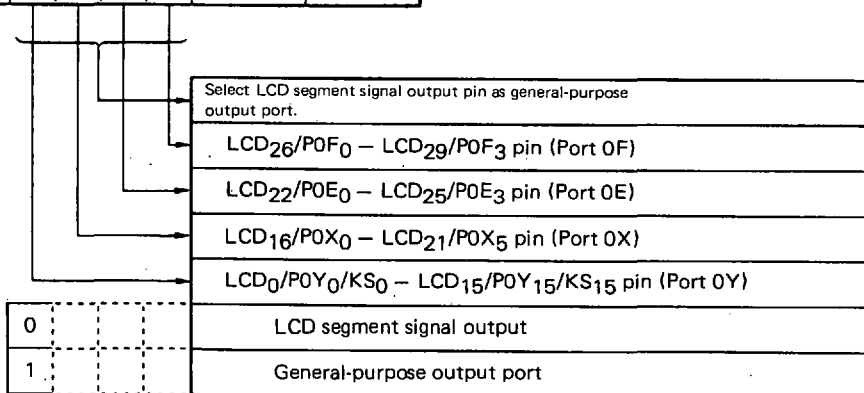 Select LCD segment signal output pin as general-purpose
output port.
LCD26/P0F0 – LCD29/P0F3 pin (Port 0F)
LCD22/P0E0 – LCD25/P0E3 pin (Port 0E)
LCD16/P0X0 – LCD21/P0X5 pin (Port 0X)
LCD0/P0Y0/KS0 – LCD15/P0Y15/KS15 pin (Port 0Y)
0 LCD segment signal output
1 General-purpose output port